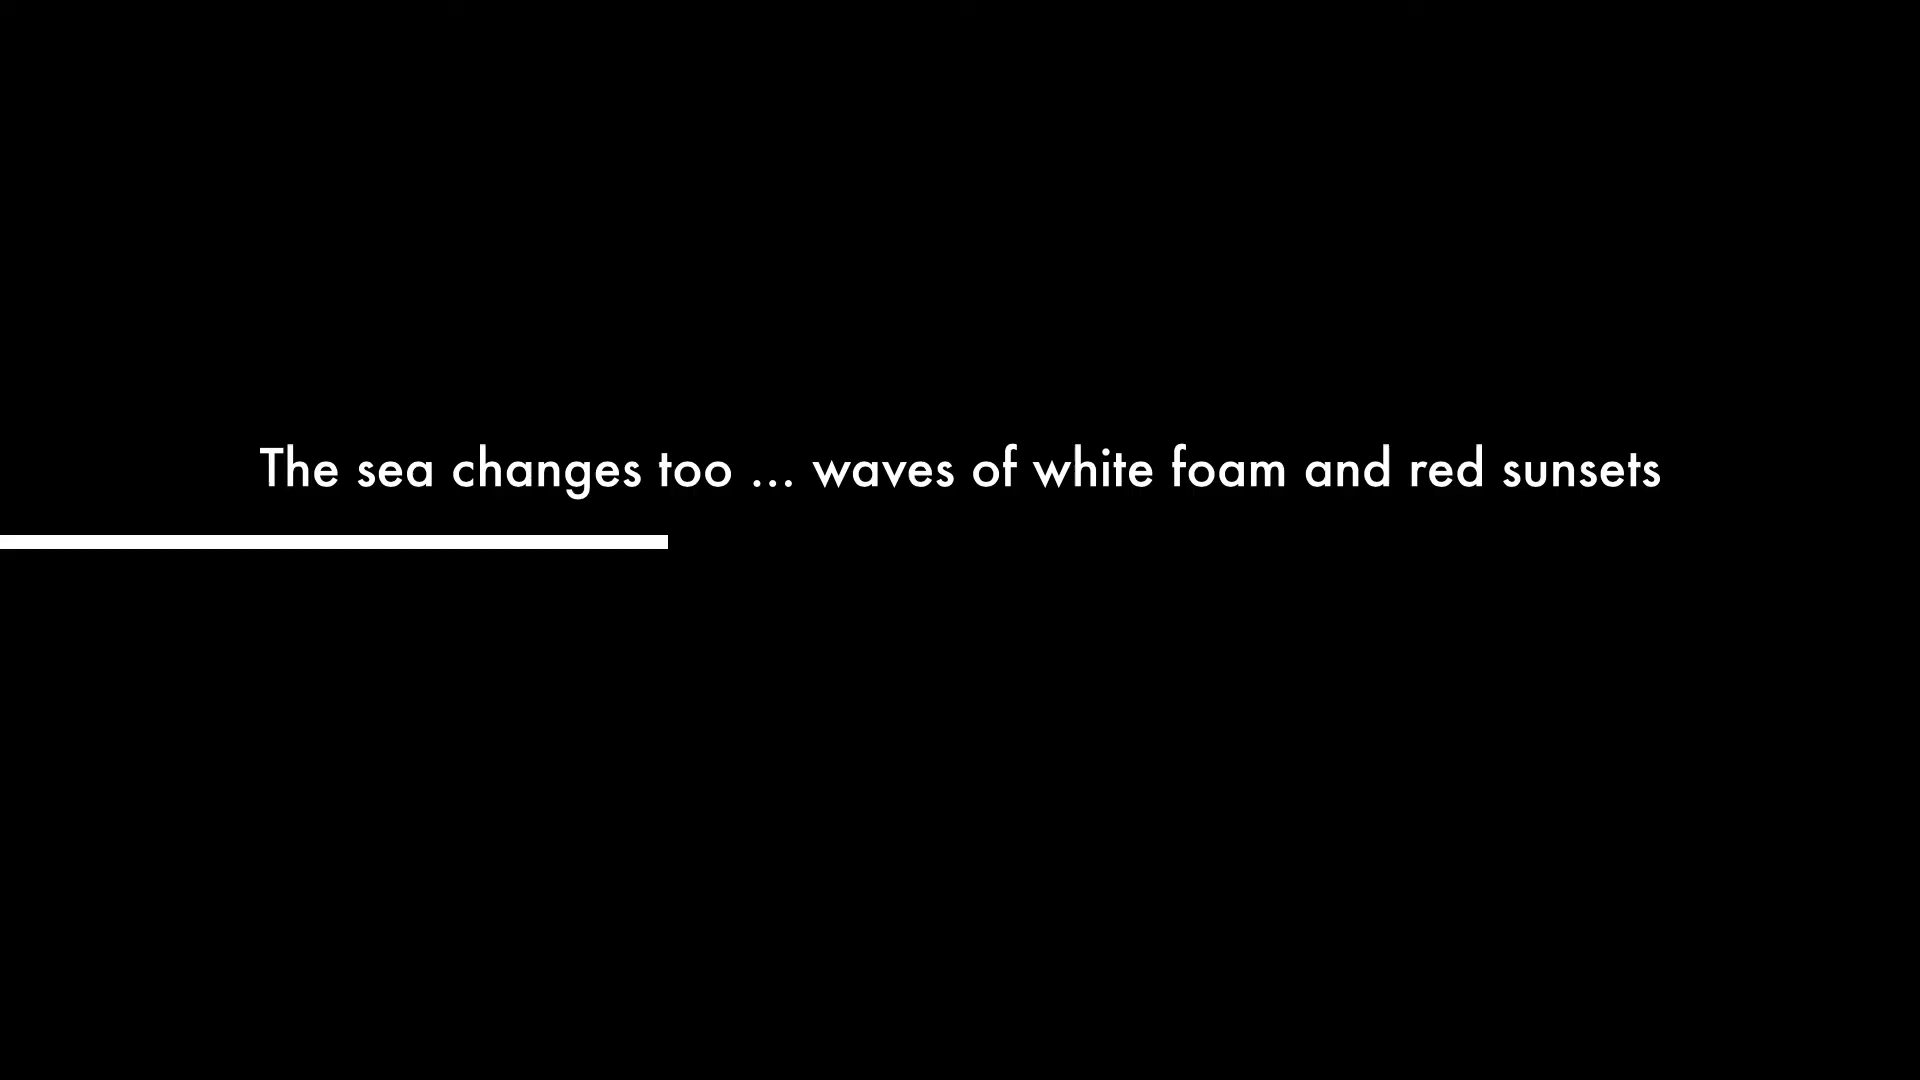 The sea changes too ... waves of white foam and red sunsets